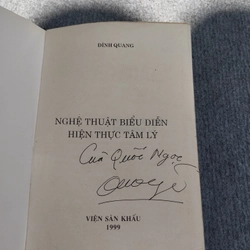 ĐÌNH QUANG
NGHỆ THUẬT BIỂU DIỄN
HIỆN THỰC TÂM LÝ
Của Quốc Ngọc
VIỆN SÂN KHẤU
1999